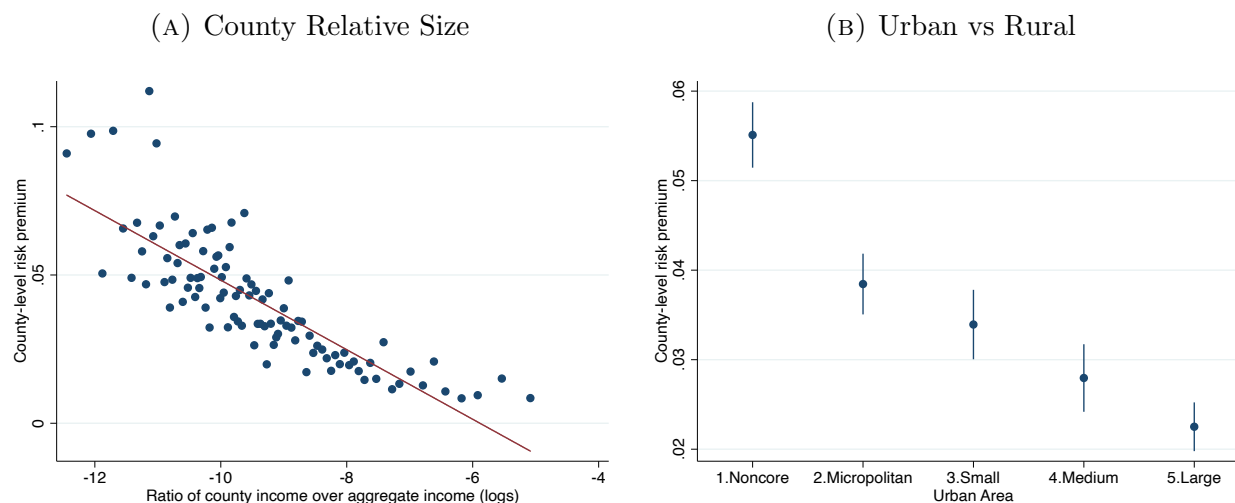 (A) County Relative Size
County-level risk premium
.1
.05
0
-12 -10 -8 -6 -4
Ratio of county income over aggregate income (logs)
(B) Urban vs Rural
County-level risk premium
.06
.05
.04
.03
.02
1.Noncore 2.Micropolitan 3.Small 4.Medium 5.Large
Urban Area